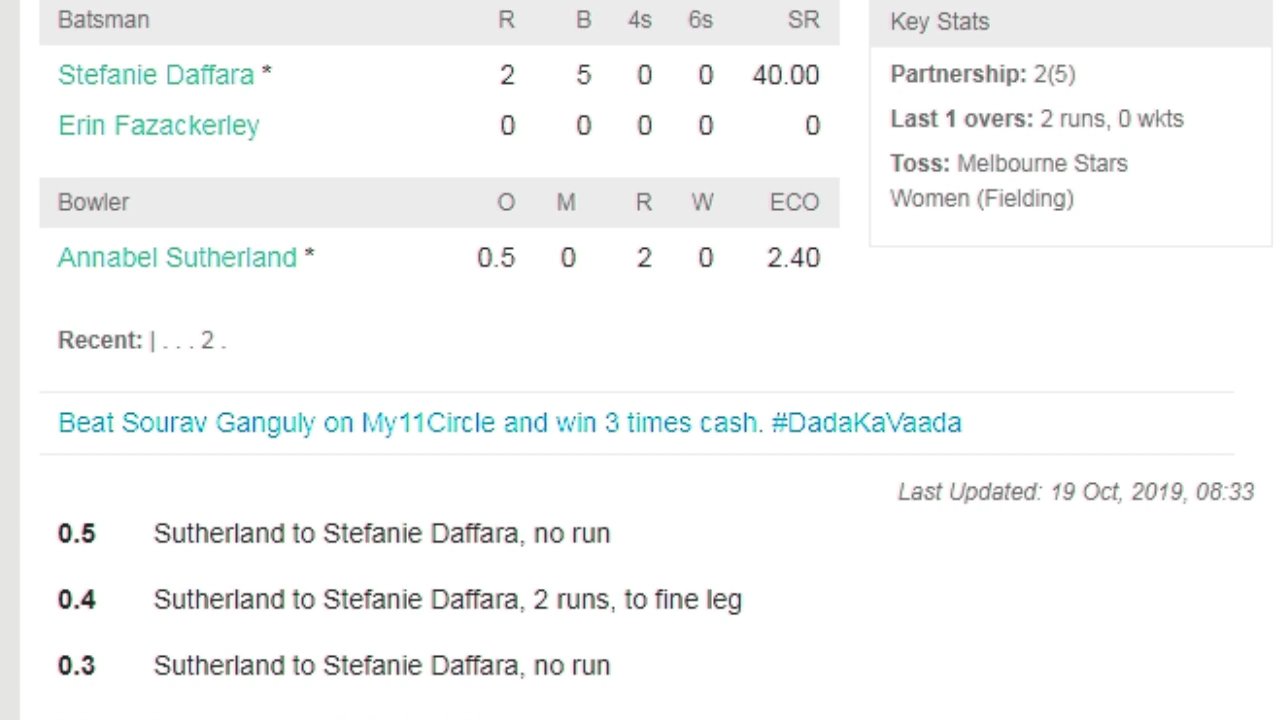 Batsman R B 4s 6s SR
Stefanie Daffara * 2 5 0 0 40.00
Erin Fazackerley 0 0 0 0 0
Bowler O M R W ECO
Annabel Sutherland * 0.5 0 2 0 2.40
Recent: | . . . 2 .
Key Stats
Partnership: 2(5)
Last 1 overs: 2 runs, 0 wkts
Toss: Melbourne Stars
Women (Fielding)
Beat Sourav Ganguly on My11Circle and win 3 times cash. #DadaKaVaada
Last Updated: 19 Oct, 2019, 08:33
0.5 Sutherland to Stefanie Daffara, no run
0.4 Sutherland to Stefanie Daffara, 2 runs, to fine leg
0.3 Sutherland to Stefanie Daffara, no run